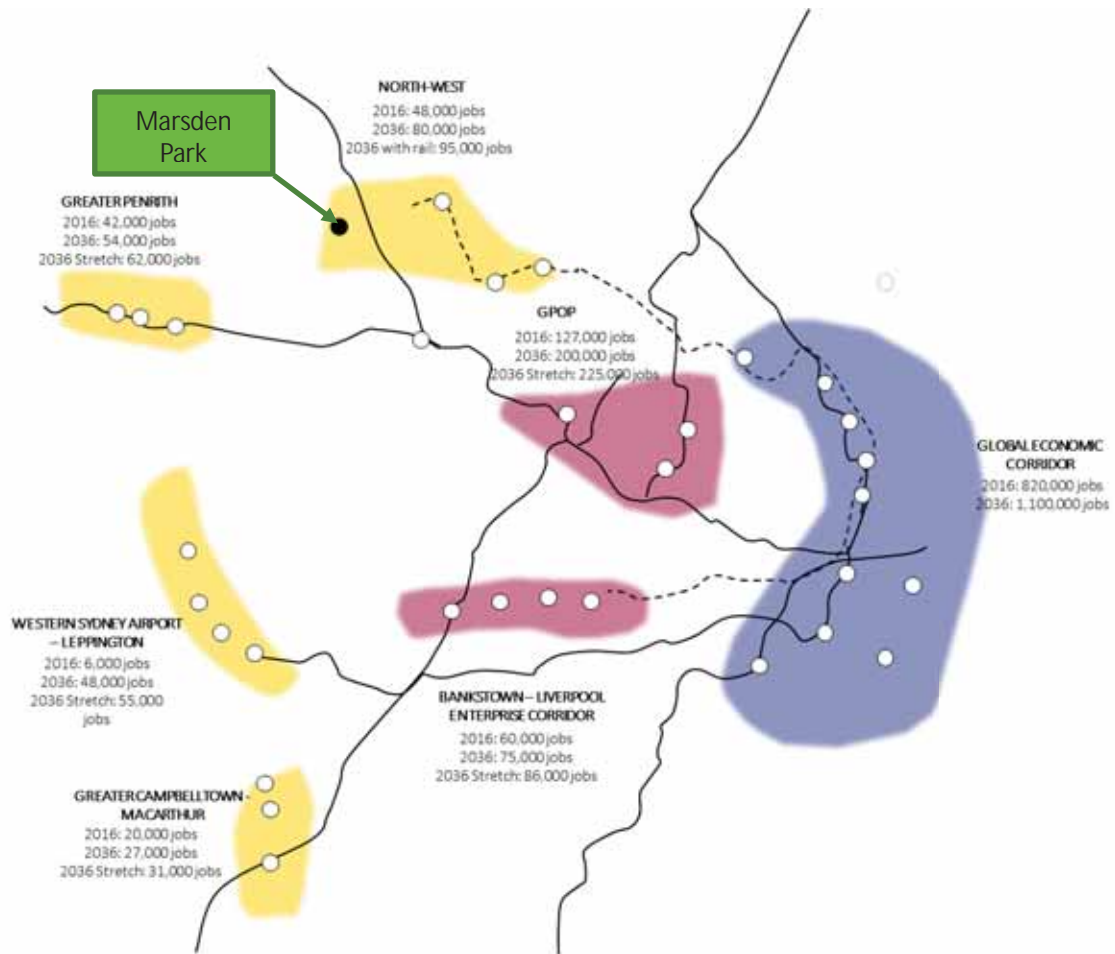 NORTH-WEST
2016: 48,000 jobs
2036: 80,000 jobs
2036 with rail: 95,000 jobs
Marsden
Park
GREATER PENRITH
2016: 42,000 jobs
2036: 54,000 jobs
2036 Stretch: 62,000 jobs
GPOP
2016: 127,000 jobs
2036: 200,000 jobs
2036 Stretch: 225,000 jobs
GLOBAL ECONOMIC
CORRIDOR
2016: 820,000 jobs
2036: 1,100,000 jobs
WESTERN SYDNEY AIRPORT
– LEPPINGTON
2016: 6,000 jobs
2036: 48,000 jobs
2036 Stretch: 55,000
jobs
BANKSTOWN – LIVERPOOL
ENTERPRISE CORRIDOR
2016: 60,000 jobs
2036: 75,000 jobs
2036 Stretch: 86,000 jobs
GREATER CAMPBELLTOWN -
MACARTHUR
2016: 20,000 jobs
2036: 27,000 jobs
2036 Stretch: 31,000 jobs